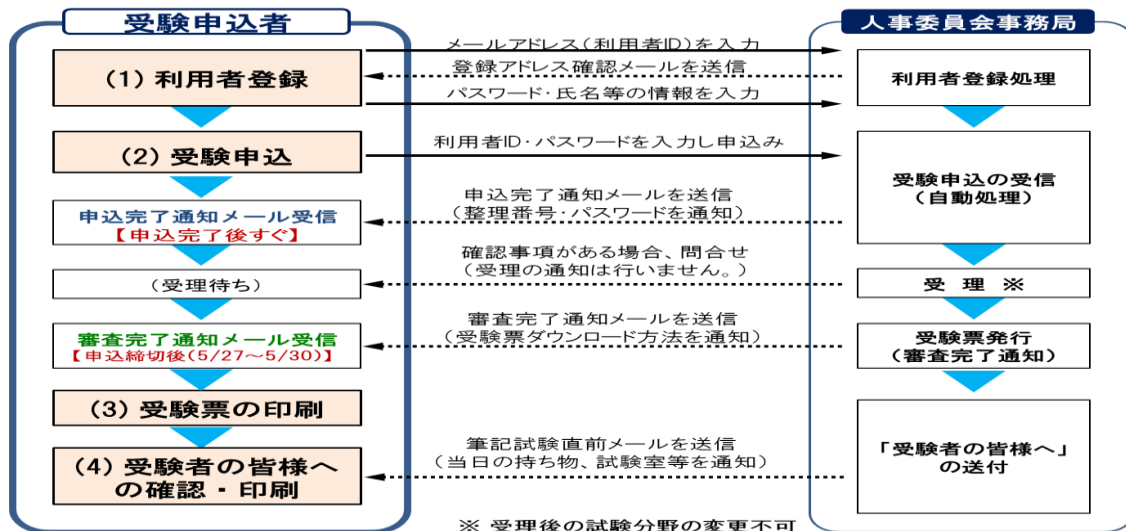 受験申込者
人事委員会事務局
メールアドレス(利用者ID)を入力
登録アドレス確認メールを送信
(1) 利用者登録
利用者登録処理
パスワード・氏名等の情報を入力
利用者ID・パスワードを入力し申込み
(2) 受験申込
受験申込の受信
(自動処理)
申込完了通知メールを送信
(整理番号・パスワードを通知)
申込完了通知メール受信
【申込完了後すぐ】
確認事項がある場合、問合せ
(受理の通知は行いません。)
(受理待ち)
受 理 ※
審査完了通知メールを送信
(受験票ダウンロード方法を通知)
審査完了通知メール受信
【申込締切後(5/27~5/30)】
受験票発行
(審査完了通知)
(3) 受験票の印刷
筆記試験直前メールを送信
(当日の持ち物、試験室等を通知)
(4) 受験者の皆様へ
の確認・印刷
「受験者の皆様へ」
の送付
※ 受理後の試験分野の変更不可